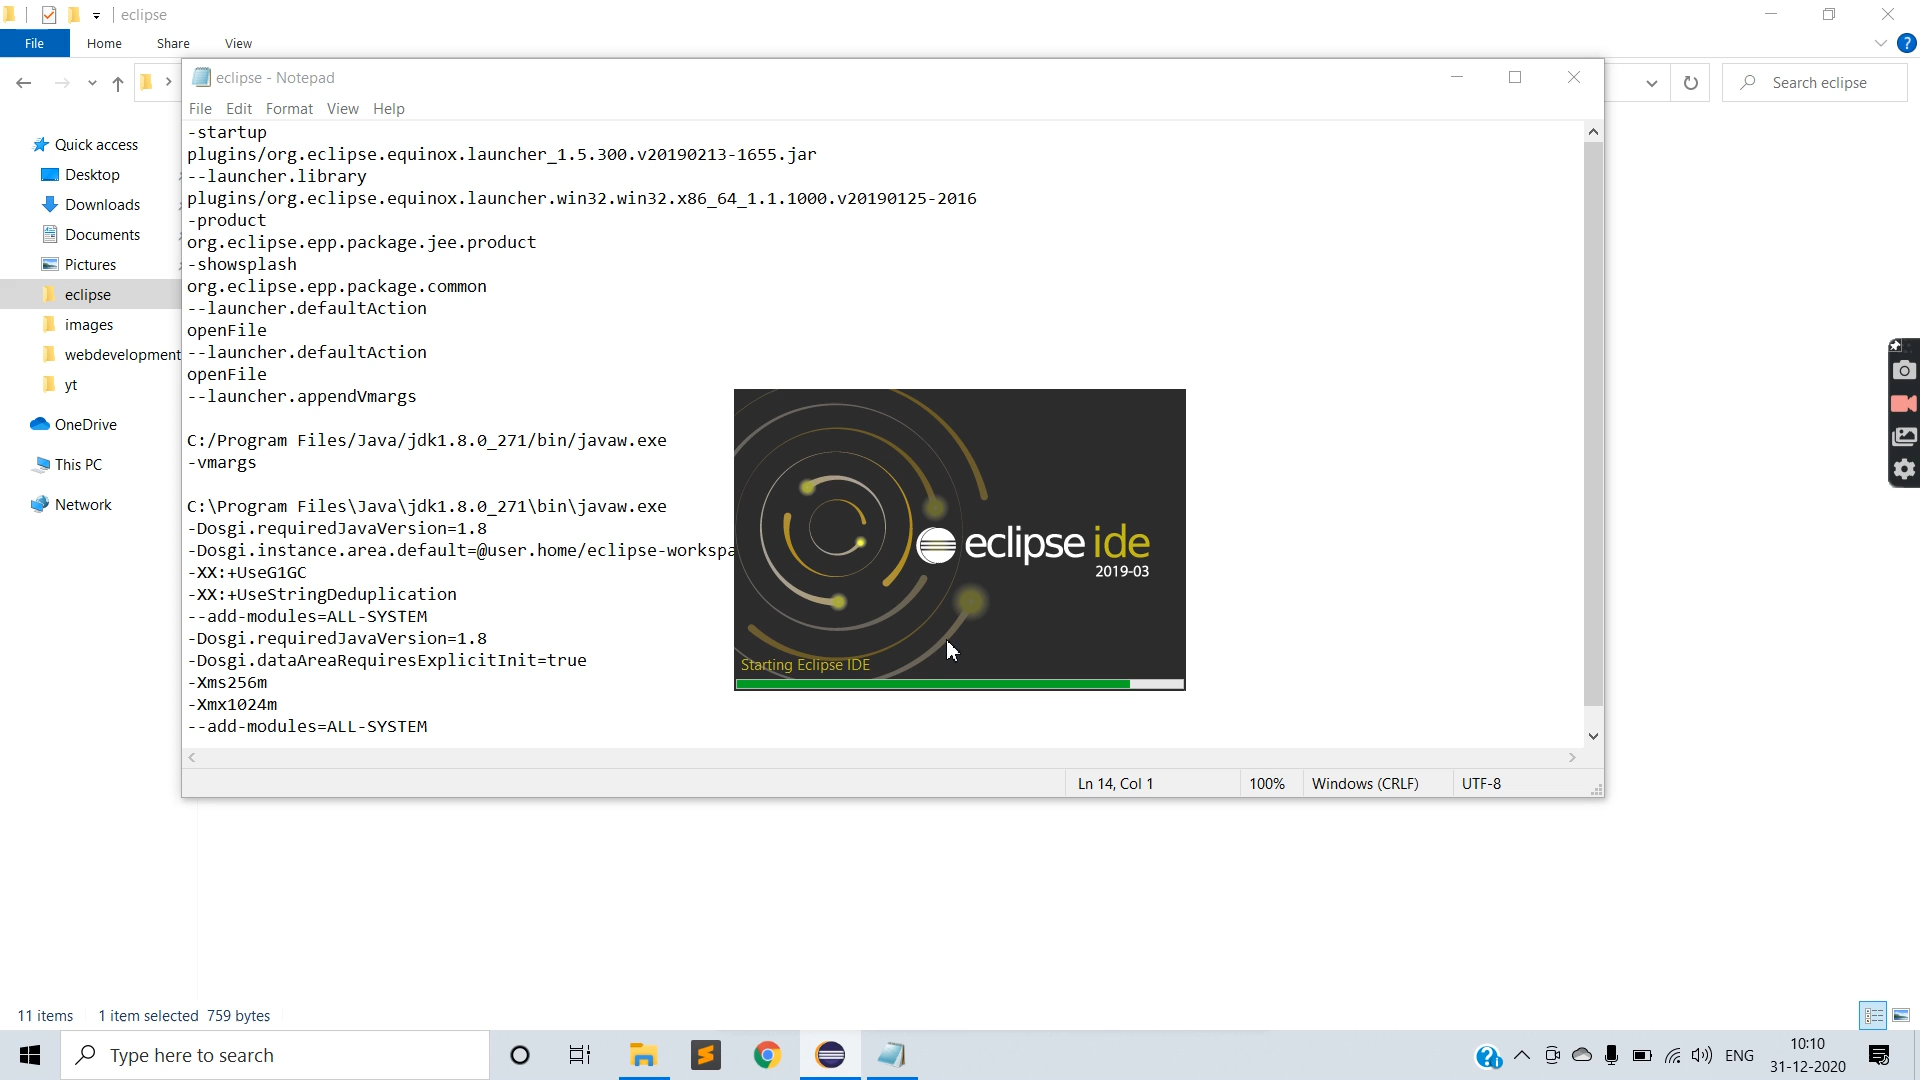 eclipse
File Home Share View
eclipse - Notepad
Search eclipse
File Edit Format View Help
Quick access
Desktop
Downloads
Documents
Pictures
eclipse
images
webdevelopment
yt
OneDrive
This PC
Network
-startup
plugins/org.eclipse.equinox.launcher_1.5.300.v20190213-1655.jar
--launcher.library
plugins/org.eclipse.equinox.launcher.win32.win32.x86_64_1.1.1000.v20190125-2016
-product
org.eclipse.epp.package.jee.product
-showsplash
org.eclipse.epp.package.common
--launcher.defaultAction
openFile
--launcher.defaultAction
openFile
--launcher.appendVmargs
C:/Program Files/Java/jdk1.8.0_271/bin/javaw.exe
-vmargs
C:\Program Files\Java\jdk1.8.0_271\bin\javaw.exe
-Dosgi.requiredJavaVersion=1.8
-Dosgi.instance.area.default=@user.home/eclipse-workspa
-XX:+UseG1GC
-XX:+UseStringDeduplication
--add-modules=ALL-SYSTEM
-Dosgi.requiredJavaVersion=1.8
-Dosgi.dataAreaRequiresExplicitInit=true
-Xms256m
-Xmx1024m
--add-modules=ALL-SYSTEM
eclipse ide
2019-03
Starting Eclipse IDE
Ln 14, Col 1 100% Windows (CRLF) UTF-8
11 items 1 item selected 759 bytes
Type here to search
ENG
10:10
31-12-2020